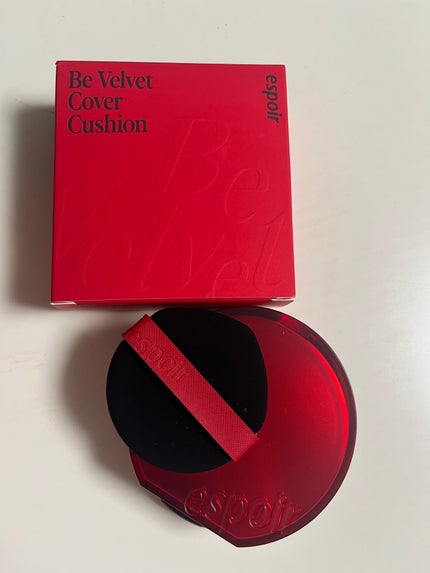 Be Velvet
Cover
Cushion
espoir
Be
Velvet
espoir
espoir